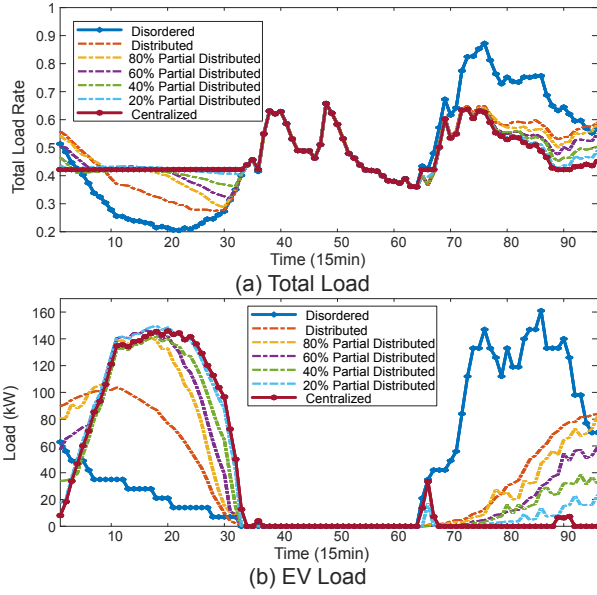 1
0.9
0.8
0.7
0.6
0.5
0.4
0.3
0.2
Total Load Rate
Disordered
Distributed
80% Partial Distributed
60% Partial Distributed
40% Partial Distributed
20% Partial Distributed
Centralized
10 20 30 40 50 60 70 80 90
Time (15min)
(a) Total Load
160
140
120
100
80
60
40
20
0
Load (kW)
Disordered
Distributed
80% Partial Distributed
60% Partial Distributed
40% Partial Distributed
20% Partial Distributed
Centralized
10 20 30 40 50 60 70 80 90
Time (15min)
(b) EV Load